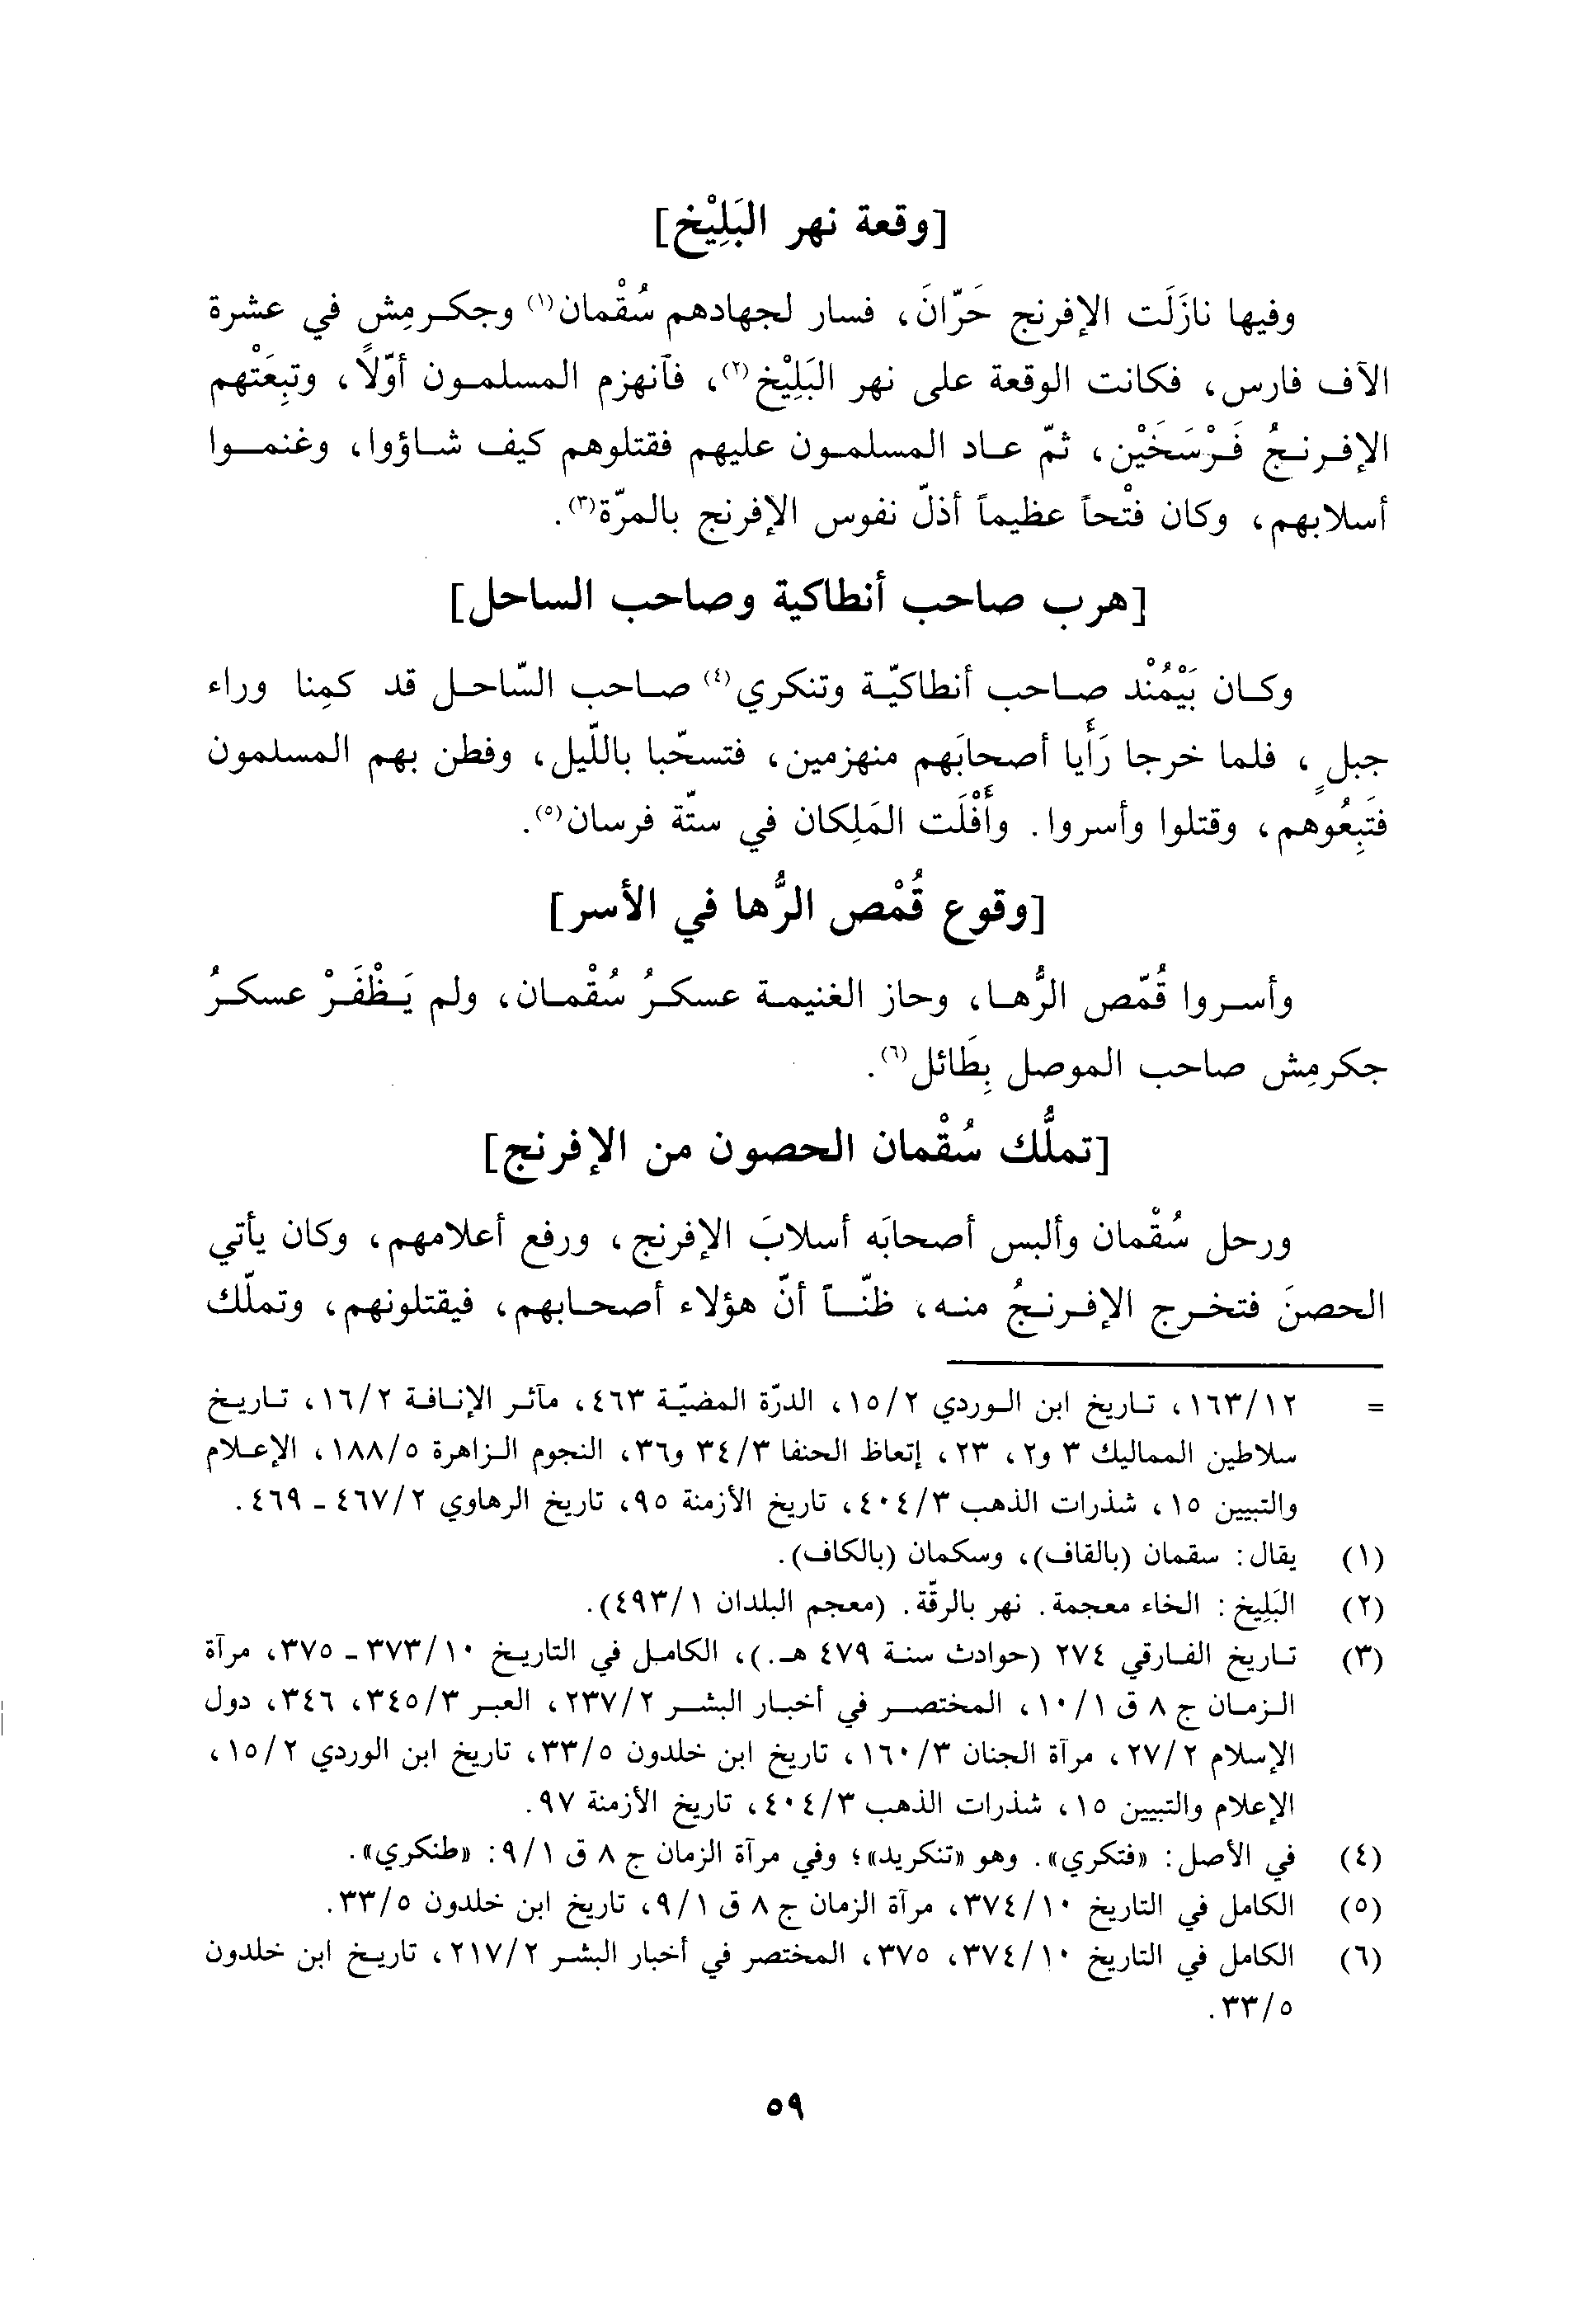 [وقعة نهر البَلِيْخ]
وفيها نازَلَت الإفرنج حَرّانَ، فسار لجهادهم سُقْمان(١) وجكرمِش في عشرة
الآف فارس، فكانت الوقعة على نهر البَلِيْخ(٢)، فٱنهزم المسلمون أوّلاً، وتبِعَتْهم
الإفرنجُ فَرْسَخَيْن، ثمّ عاد المسلمون عليهم فقتلوهم كيف شاؤوا، وغنموا
أسلابهم، وكان فتْحاً عظيماً أذلّ نفوس الإفرنج بالمرّة(٣).
[هرب صاحب أنطاكية وصاحب الساحل]
وكان بَيْمُنْد صاحب أنطاكيّة وتنكري(٤) صاحب السّاحل قد كمِنا وراء
جبلٍ، فلما خرجا رَأَيا أصحابَهم منهزمين، فتسحّبا باللّيل، وفطن بهم المسلمون
فتَبِعُوهم، وقتلوا وأسروا. وأَفْلَت المَلِكان في ستّة فرسان(٥).
[وقوع قُمْص الرُّها في الأسر]
وأسروا قُمّص الرُّها، وحاز الغنيمة عسكرُ سُقْمان، ولم يَظْفَرْ عسكرُ
جكرمِش صاحب الموصل بِطَائل(٦).
[تملُّك سُقْمان الحصون من الإفرنج]
ورحل سُقْمان وألبس أصحابَه أسلابَ الإفرنج، ورفع أعلامهم، وكان يأتي
الحصنَ فتخرج الإفرنجُ منه، ظنّاً أنّ هؤلاء أصحابهم، فيقتلونهم، وتملّك
= ١٦٣/١٢، تاريخ ابن الوردي ١٥/٢، الدرّة المضيّة ٤٦٣، مآثر الإنافة ١٦/٢، تاريخ
سلاطين المماليك ٣ و٢، ٢٣، إتعاظ الحنفا ٣٤/٣ و٣٦، النجوم الزاهرة ١٨٨/٥، الإعلام
والتبيين ١٥، شذرات الذهب ٤٠٤/٣، تاريخ الأزمنة ٩٥، تاريخ الرهاوي ٤٦٧/٢ - ٤٦٩.
(١) يقال: سقمان (بالقاف)، وسكمان (بالكاف).
(٢) البَلِيخ: الخاء معجمة. نهر بالرقّة. (معجم البلدان ٤٩٣/١).
(٣) تاريخ الفارقي ٢٧٤ (حوادث سنة ٤٧٩ هـ.)، الكامل في التاريخ ٣٧٣/١٠ - ٣٧٥، مرآة
الزمان ج ٨ ق ١٠/١، المختصر في أخبار البشر ٢٣٧/٢، العبر ٣٤٥/٣، ٣٤٦، دول
الإسلام ٢٧/٢، مرآة الجنان ١٦٠/٣، تاريخ ابن خلدون ٣٣/٥، تاريخ ابن الوردي ١٥/٢،
الإعلام والتبيين ١٥، شذرات الذهب ٤٠٤/٣، تاريخ الأزمنة ٩٧.
(٤) في الأصل: «فتكري». وهو «تنكريد»؛ وفي مرآة الزمان ج ٨ ق ٩/١: «طنكري».
(٥) الكامل في التاريخ ٣٧٤/١٠، مرآة الزمان ج ٨ ق ٩/١، تاريخ ابن خلدون ٣٣/٥.
(٦) الكامل في التاريخ ٣٧٤/١٠، ٣٧٥، المختصر في أخبار البشر ٢١٧/٢، تاريخ ابن خلدون
٣٣/٥.
٥٩